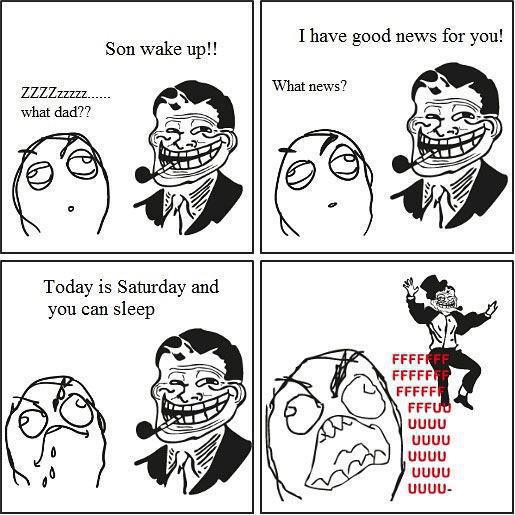 Son wake up!!
ZZZZzzzzz......
what dad??
I have good news for you!
What news?
Today is Saturday and
you can sleep
FFFFFFF
FFFFFFF
FFFFFF
FFFUU
UUUU
UUUU
UUUU
UUUU
UUUU-